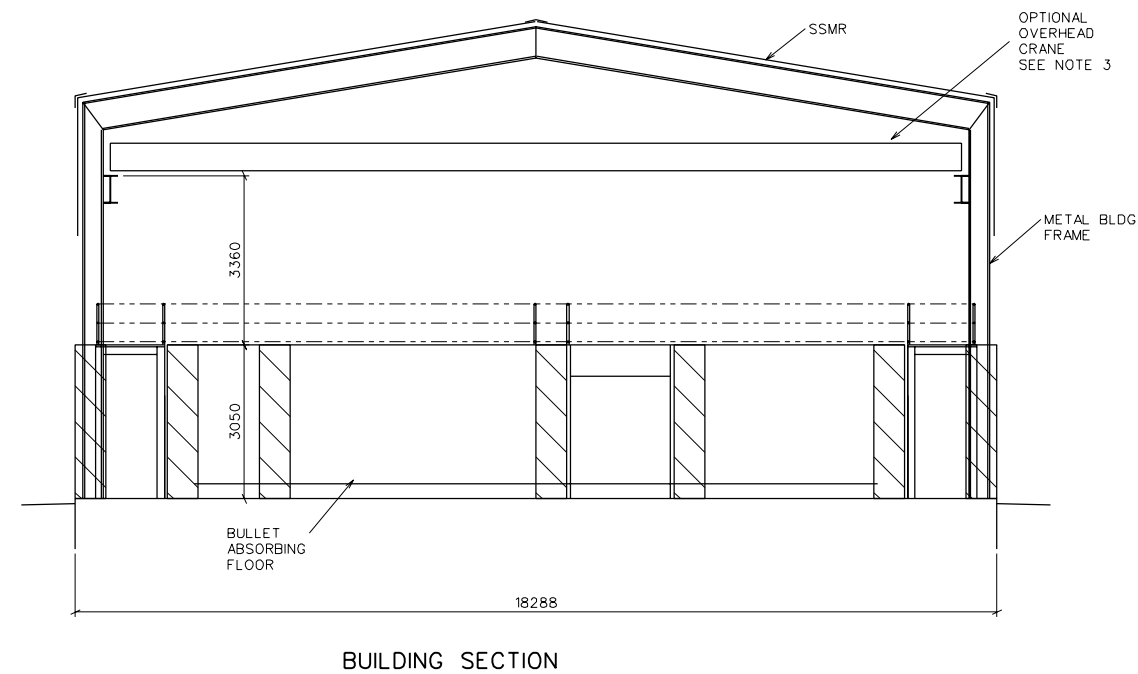 OPTIONAL
OVERHEAD
CRANE
SEE NOTE 3
SSMR
METAL BLDG
FRAME
3360
3050
BULLET
ABSORBING
FLOOR
18288
BUILDING SECTION